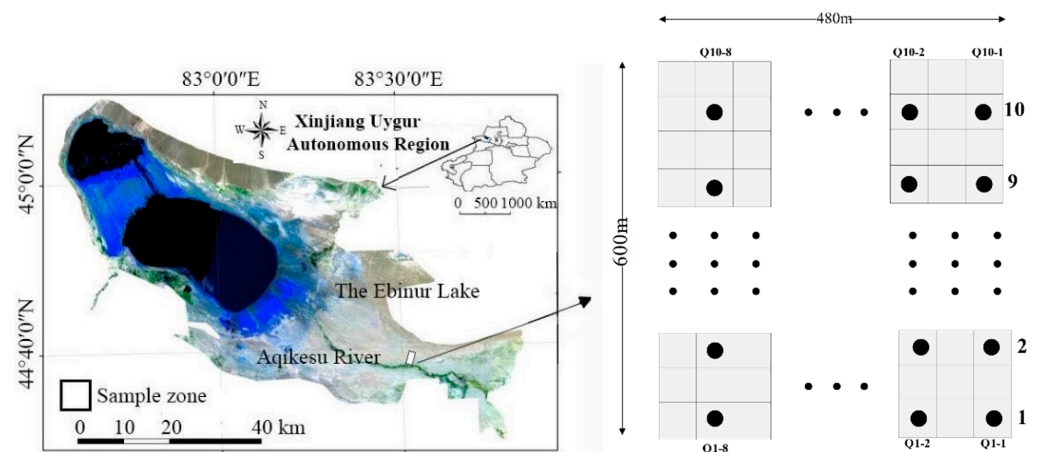 83°0′0″E 83°30′0″E
N
W E
S
Xinjiang Uygur
Autonomous Region
45°0′0″N
0 500 1000 km
The Ebinur Lake
Aqikesu River
44°40′0″N
Sample zone
0 10 20 40 km
480m
600m
Q10-8 Q10-2 Q10-1
10
9
2
1
Q1-8 Q1-2 Q1-1